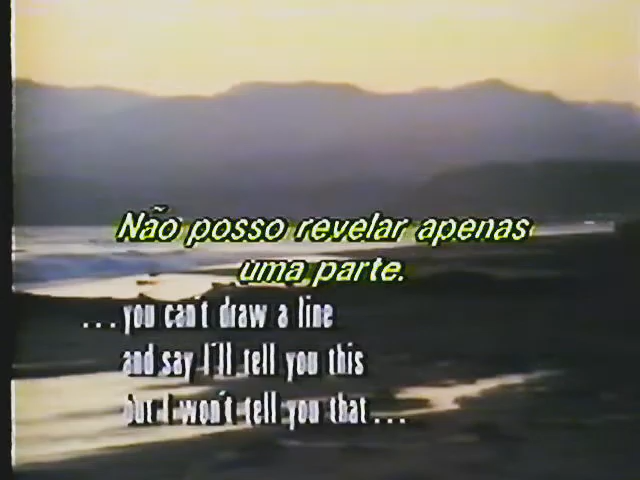 Não posso revelar apenas
uma parte.
...you can't draw a line
and say I'll tell you this
but I won't tell you that...